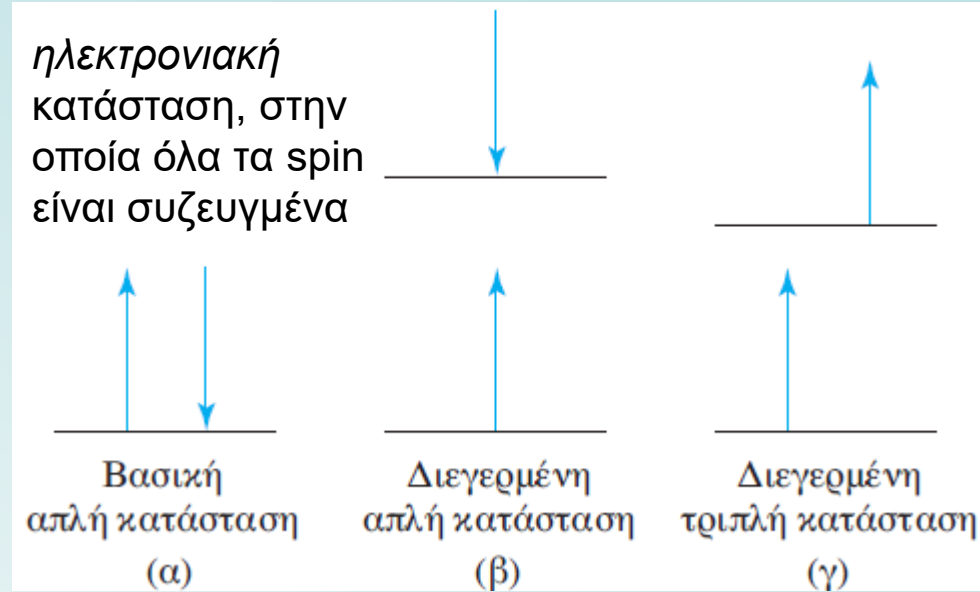 ηλεκτρονιακή
κατάσταση, στην
οποία όλα τα spin
είναι συζευγμένα
Βασική
απλή κατάσταση
(α)
Διεγερμένη
απλή κατάσταση
(β)
Διεγερμένη
τριπλή κατάσταση
(γ)